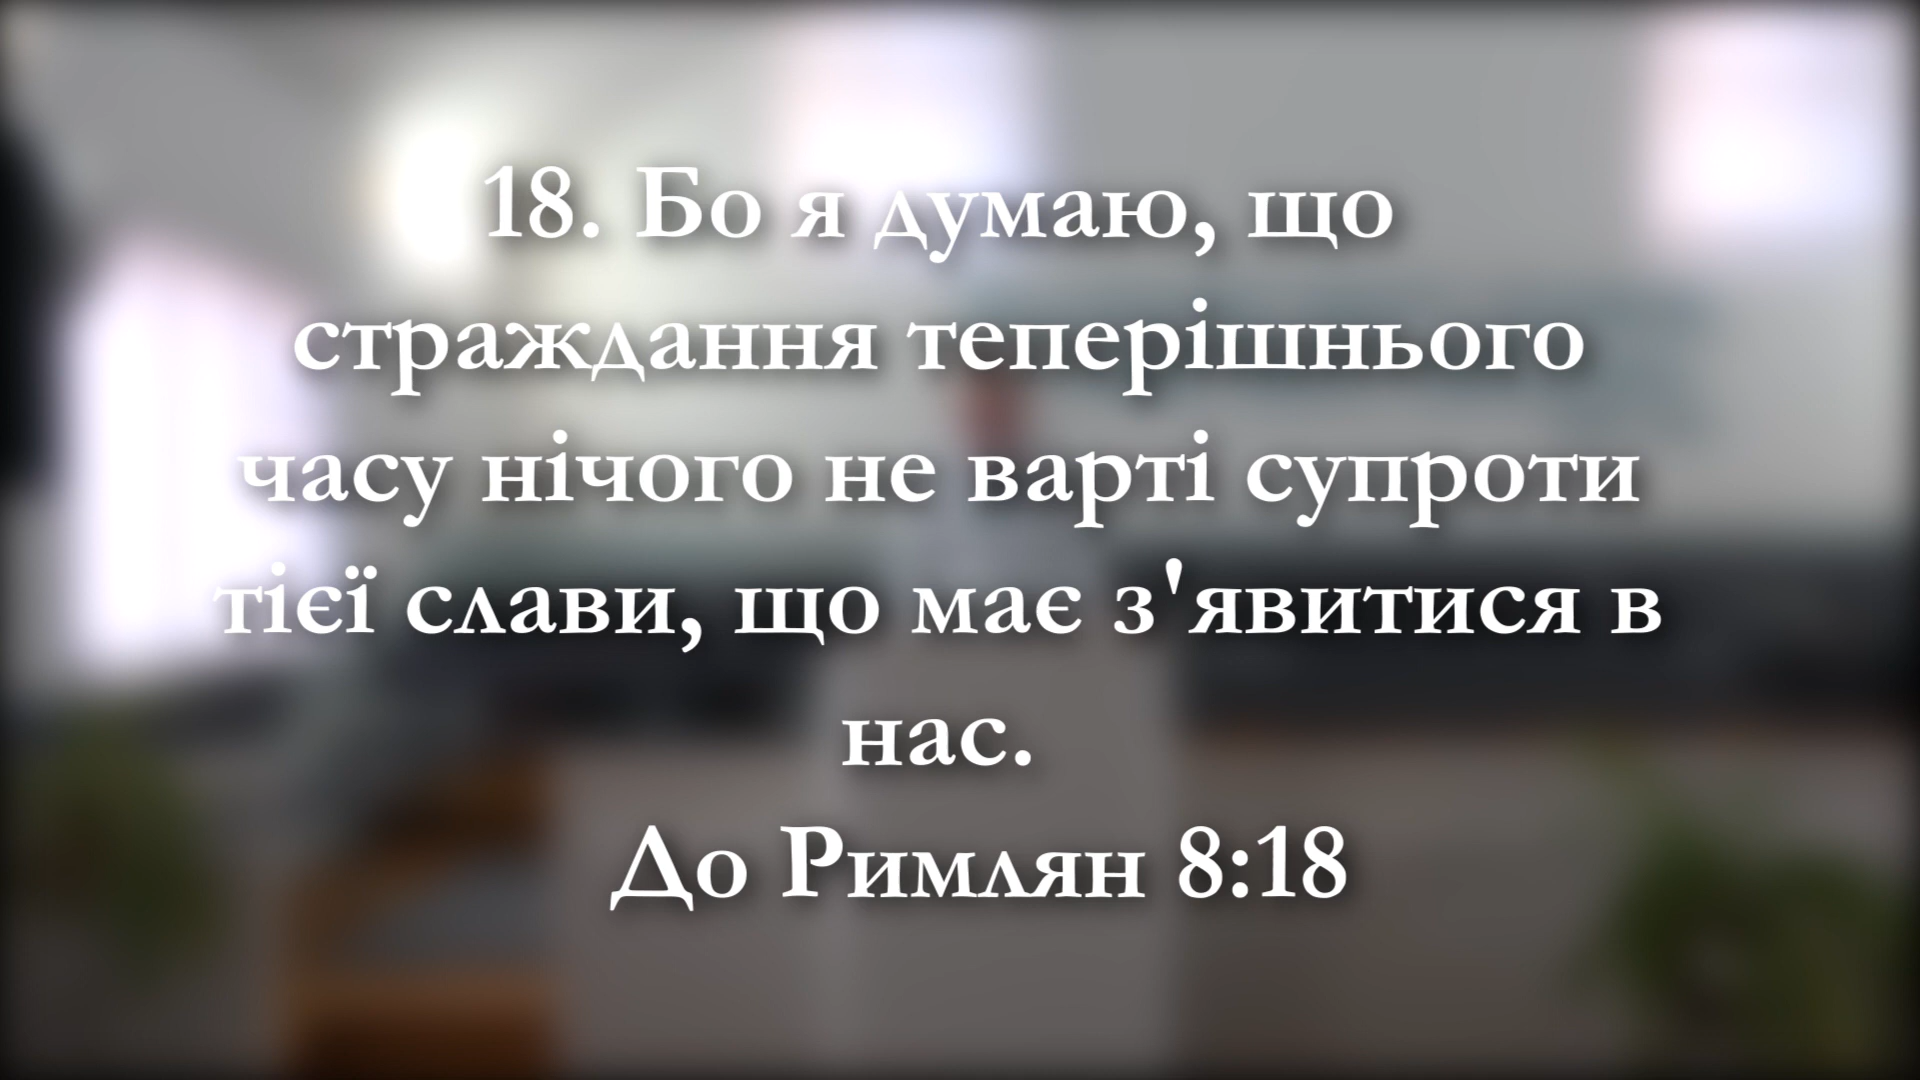 18. Бо я думаю, що
страждання теперішнього
часу нічого не варті супроти
тієї слави, що має з'явитися в
нас.
До Римлян 8:18